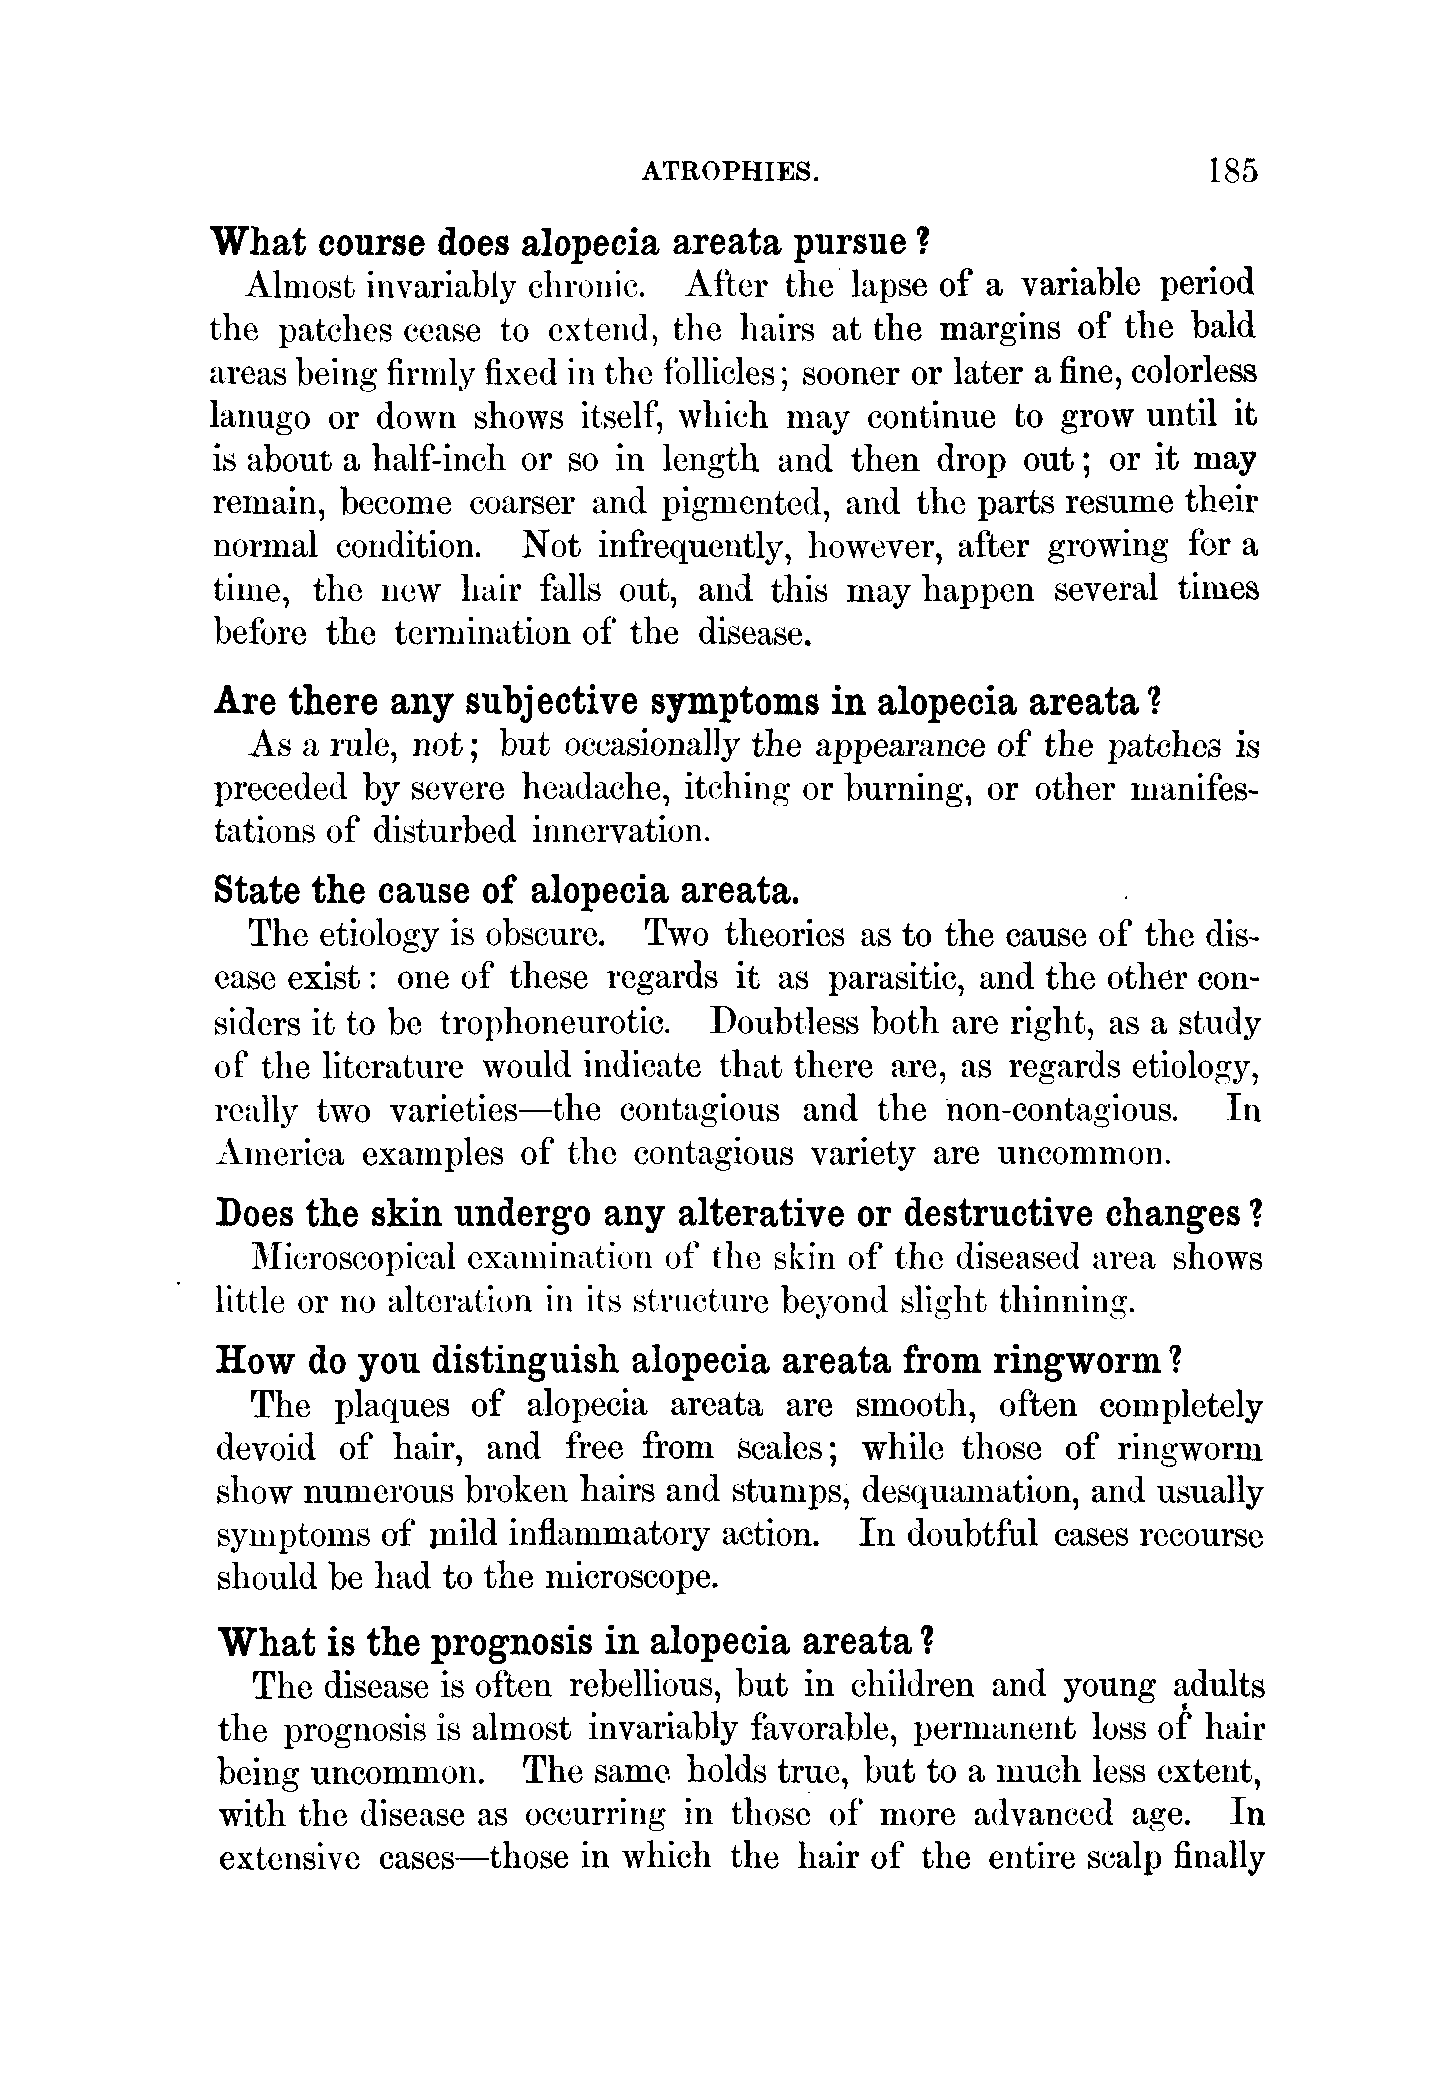 ATROPHIES. 185
What course does alopecia areata pursue?
Almost invariably chronic. After the lapse of a variable period
the patches cease to extend, the hairs at the margins of the bald
areas being firmly fixed in the follicles; sooner or later a fine, colorless
lanugo or down shows itself, which may continue to grow until it
is about a half-inch or so in length and then drop out; or it may
remain, become coarser and pigmented, and the parts resume their
normal condition. Not infrequently, however, after growing for a
time, the new hair falls out, and this may happen several times
before the termination of the disease.
Are there any subjective symptoms in alopecia areata?
As a rule, not; but occasionally the appearance of the patches is
preceded by severe headache, itching or burning, or other manifes-
tations of disturbed innervation.
State the cause of alopecia areata.
The etiology is obscure. Two theories as to the cause of the dis-
ease exist: one of these regards it as parasitic, and the other con-
siders it to be trophoneurotic. Doubtless both are right, as a study
of the literature would indicate that there are, as regards etiology,
really two varieties—the contagious and the non-contagious. In
America examples of the contagious variety are uncommon.
Does the skin undergo any alterative or destructive changes?
Microscopical examination of the skin of the diseased area shows
little or no alteration in its structure beyond slight thinning.
How do you distinguish alopecia areata from ringworm?
The plaques of alopecia areata are smooth, often completely
devoid of hair, and free from scales; while those of ringworm
show numerous broken hairs and stumps, desquamation, and usually
symptoms of mild inflammatory action. In doubtful cases recourse
should be had to the microscope.
What is the prognosis in alopecia areata?
The disease is often rebellious, but in children and young adults
the prognosis is almost invariably favorable, permanent loss of hair
being uncommon. The same holds true, but to a much less extent,
with the disease as occurring in those of more advanced age. In
extensive cases—those in which the hair of the entire scalp finally